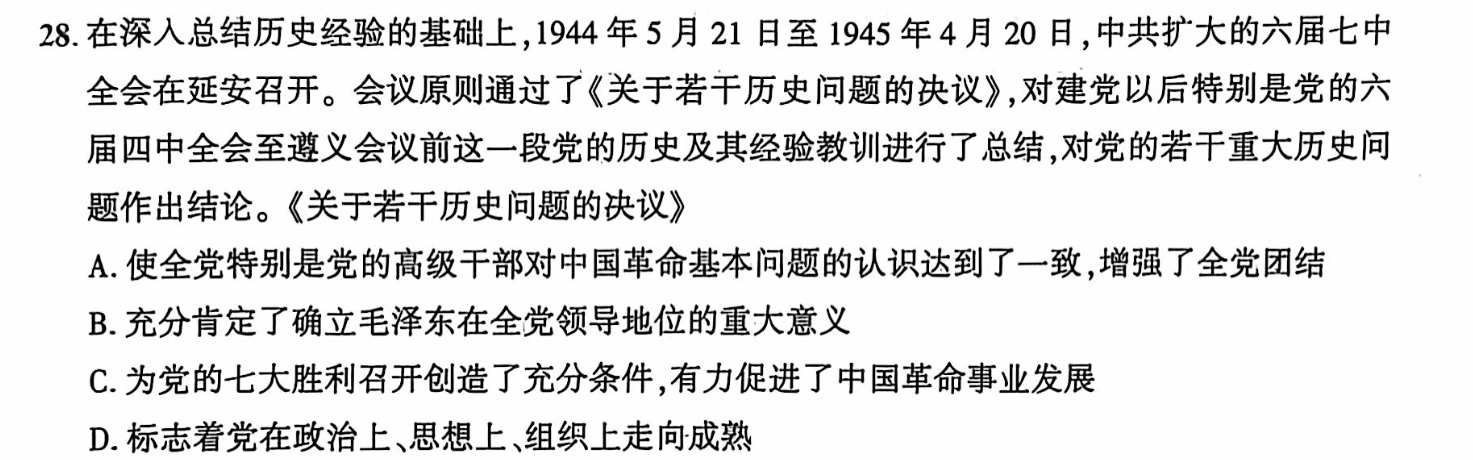 28. 在深入总结历史经验的基础上,1944 年 5 月 21 日至 1945 年 4 月 20 日,中共扩大的六届七中
全会在延安召开。会议原则通过了《关于若干历史问题的决议》,对建党以后特别是党的六
届四中全会至遵义会议前这一段党的历史及其经验教训进行了总结,对党的若干重大历史问
题作出结论。《关于若干历史问题的决议》
A. 使全党特别是党的高级干部对中国革命基本问题的认识达到了一致,增强了全党团结
B. 充分肯定了确立毛泽东在全党领导地位的重大意义
C. 为党的七大胜利召开创造了充分条件,有力促进了中国革命事业发展
D. 标志着党在政治上、思想上、组织上走向成熟